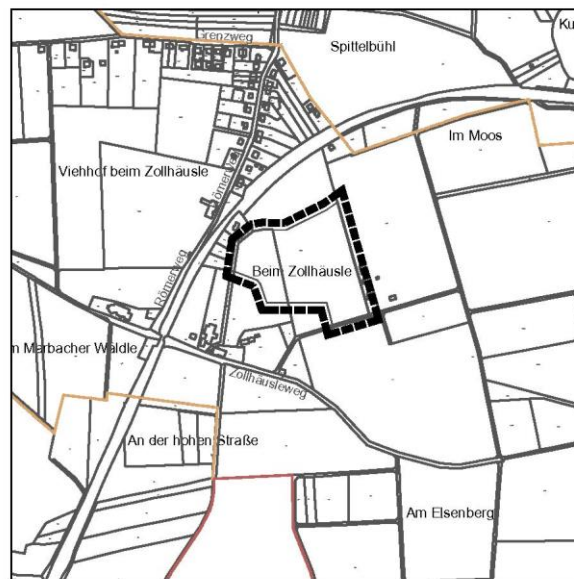 Grenzweg
Spittelbühl
Ku
Im Moos
Viehhof beim Zollhäusle
Römerweg
Beim Zollhäusle
Römerweg
m Marbacher Wäldle
Zollhäusleweg
An der hohen Straße
Am Elsenberg